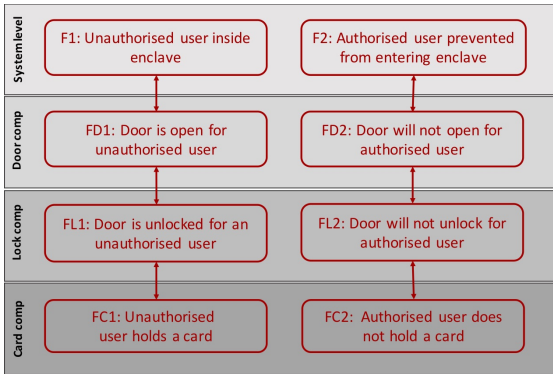 System level
F1: Unauthorised user inside
enclave
F2: Authorised user prevented
from entering enclave
Door comp
FD1: Door is open for
unauthorised user
FD2: Door will not open for
authorised user
Lock comp
FL1: Door is unlocked for an
unauthorised user
FL2: Door will not unlock for
authorised user
Card comp
FC1: Unauthorised
user holds a card
FC2: Authorised user does
not hold a card